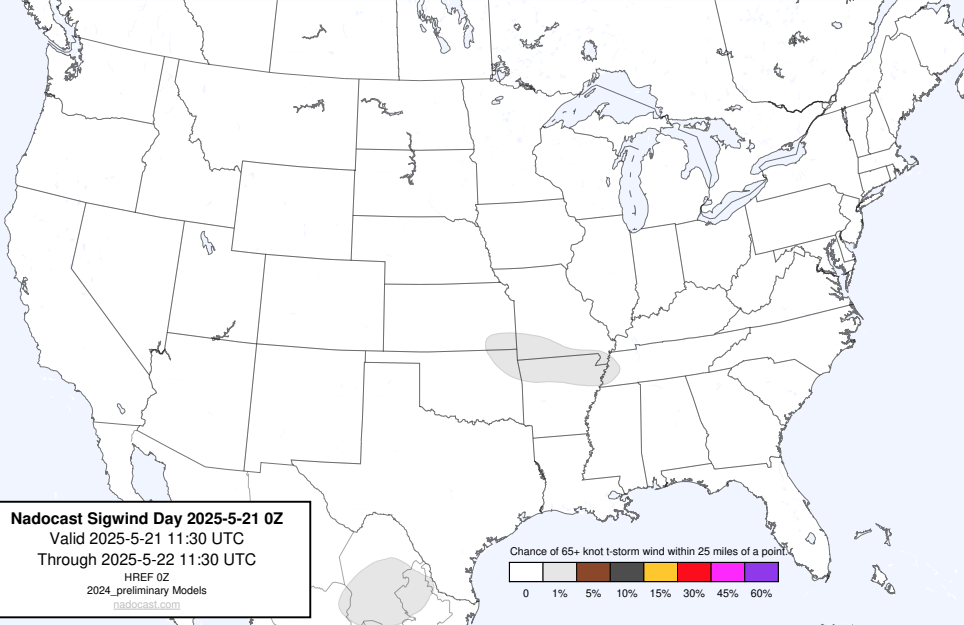 Nadocast Sigwind Day 2025-5-21 0Z
Valid 2025-5-21 11:30 UTC
Through 2025-5-22 11:30 UTC
HREF 0Z
2024_preliminary Models
nadocast.com
Chance of 65+ knot t-storm wind within 25 miles of a point.
0 1% 5% 10% 15% 30% 45% 60%